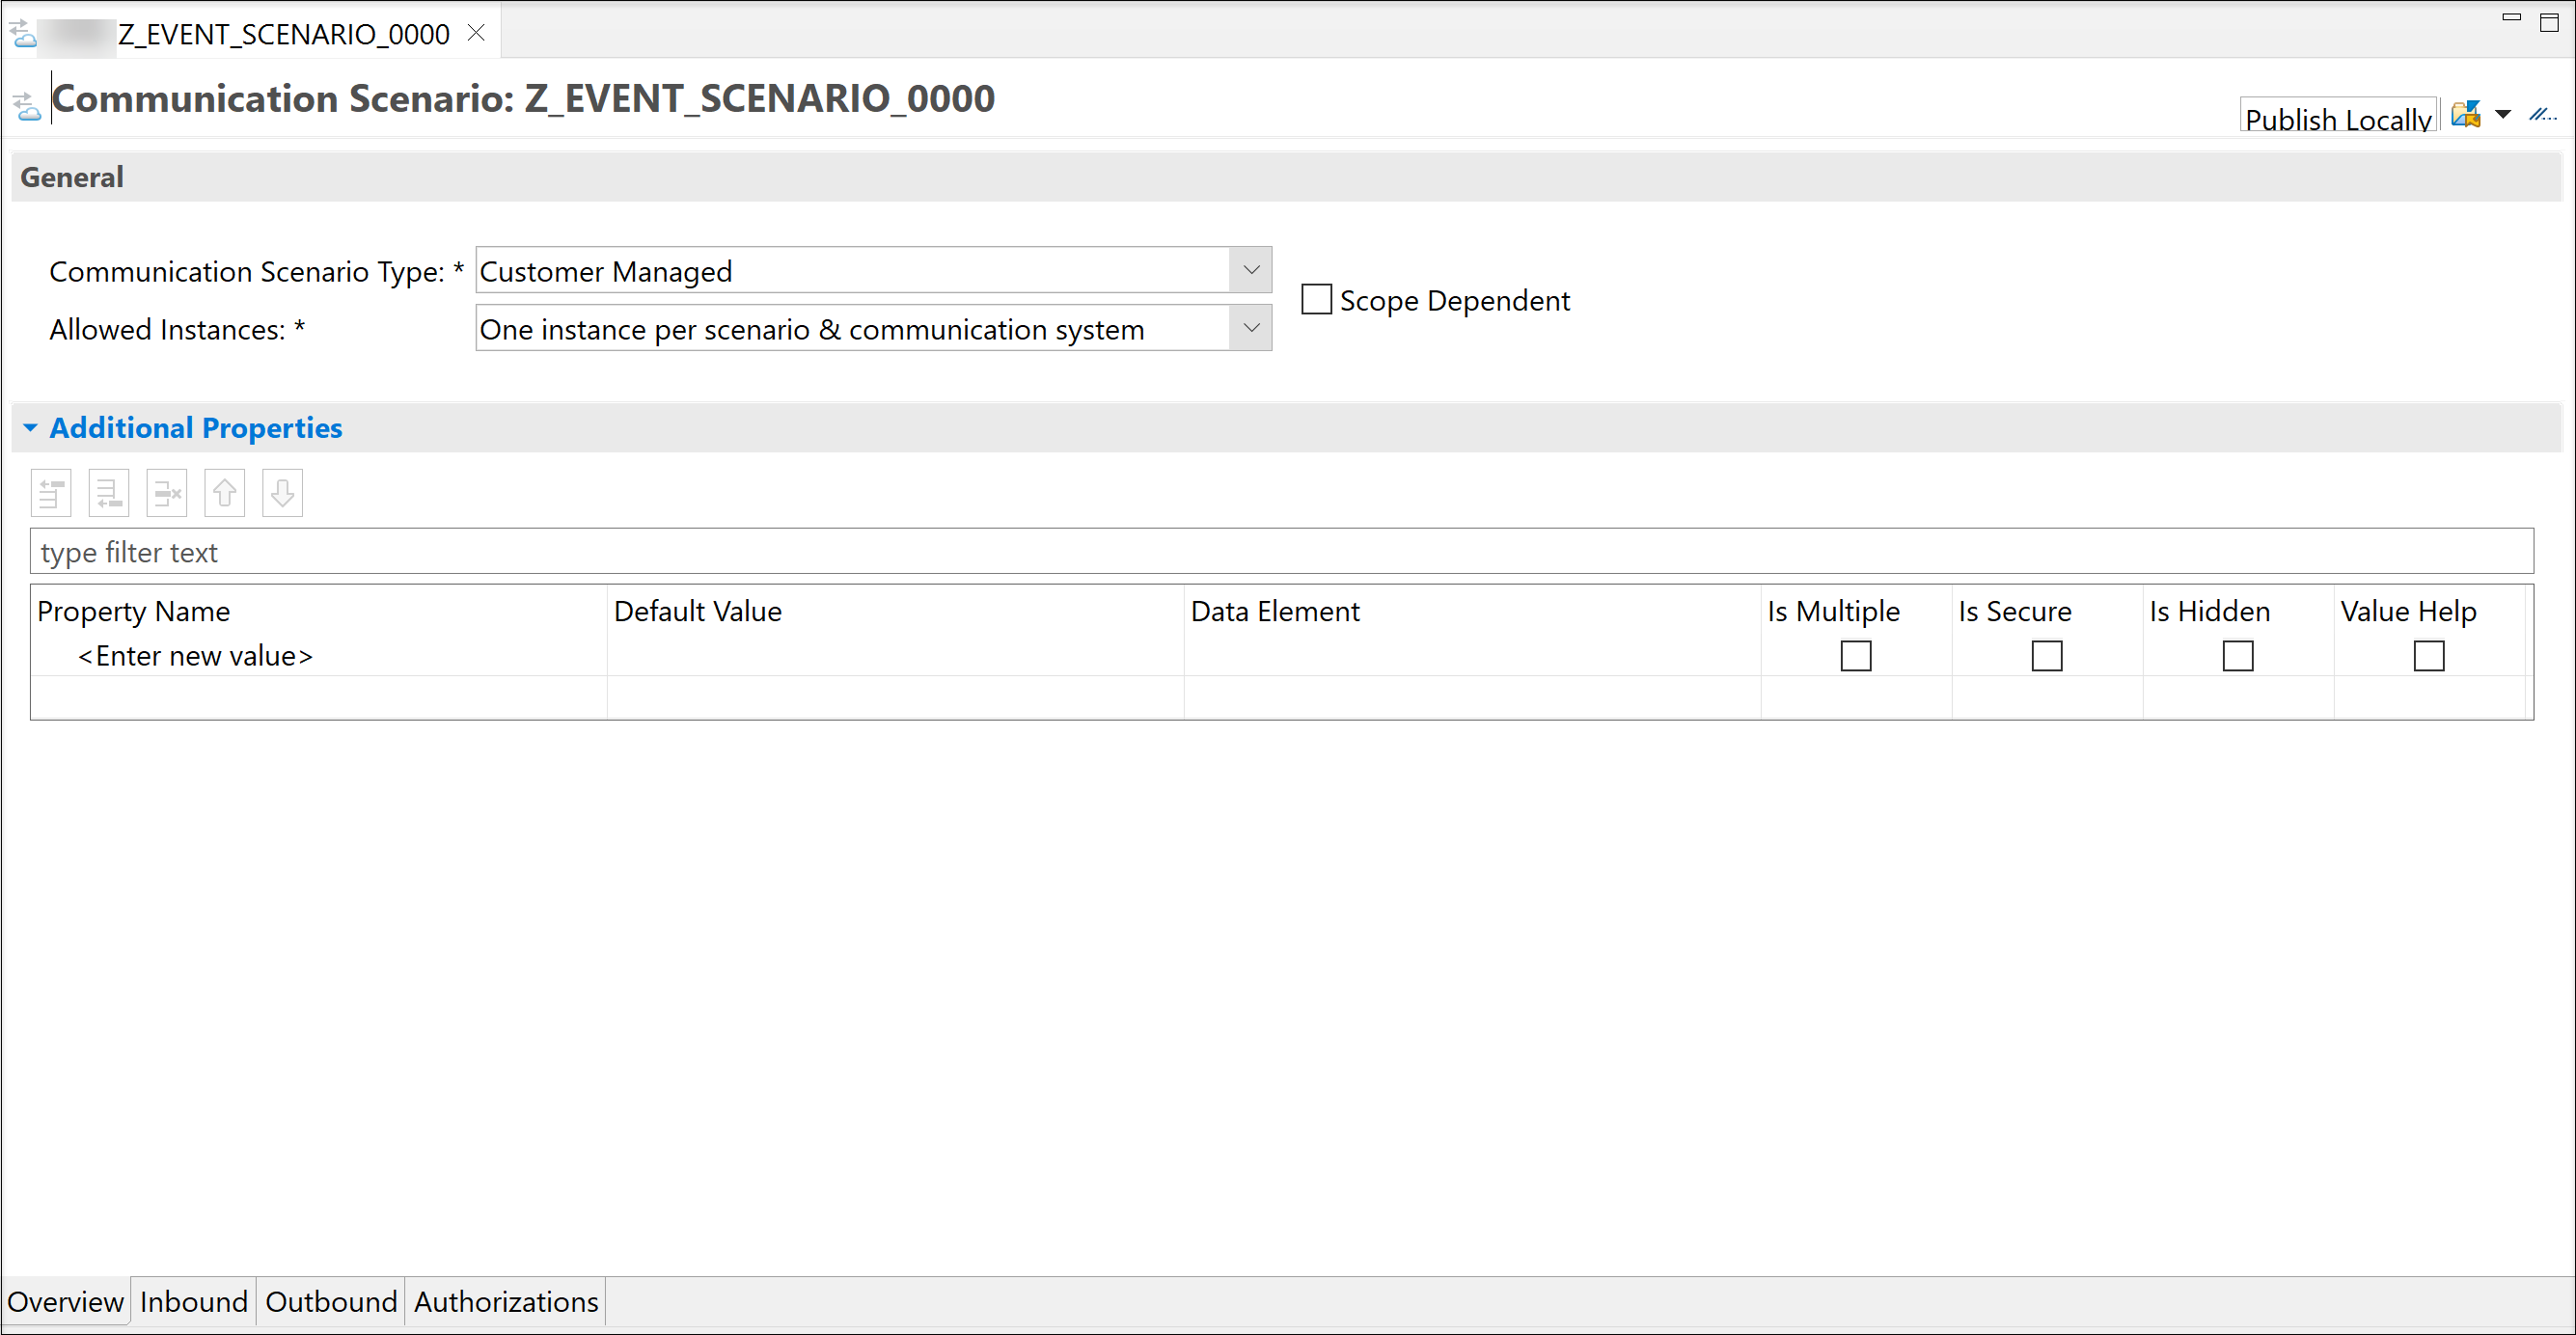 Z_EVENT_SCENARIO_0000
Communication Scenario: Z_EVENT_SCENARIO_0000
Publish Locally
General
Communication Scenario Type: * Customer Managed
Scope Dependent
Allowed Instances: * One instance per scenario & communication system
Additional Properties
type filter text
Property Name Default Value Data Element Is Multiple Is Secure Is Hidden Value Help
<Enter new value>
Overview Inbound Outbound Authorizations